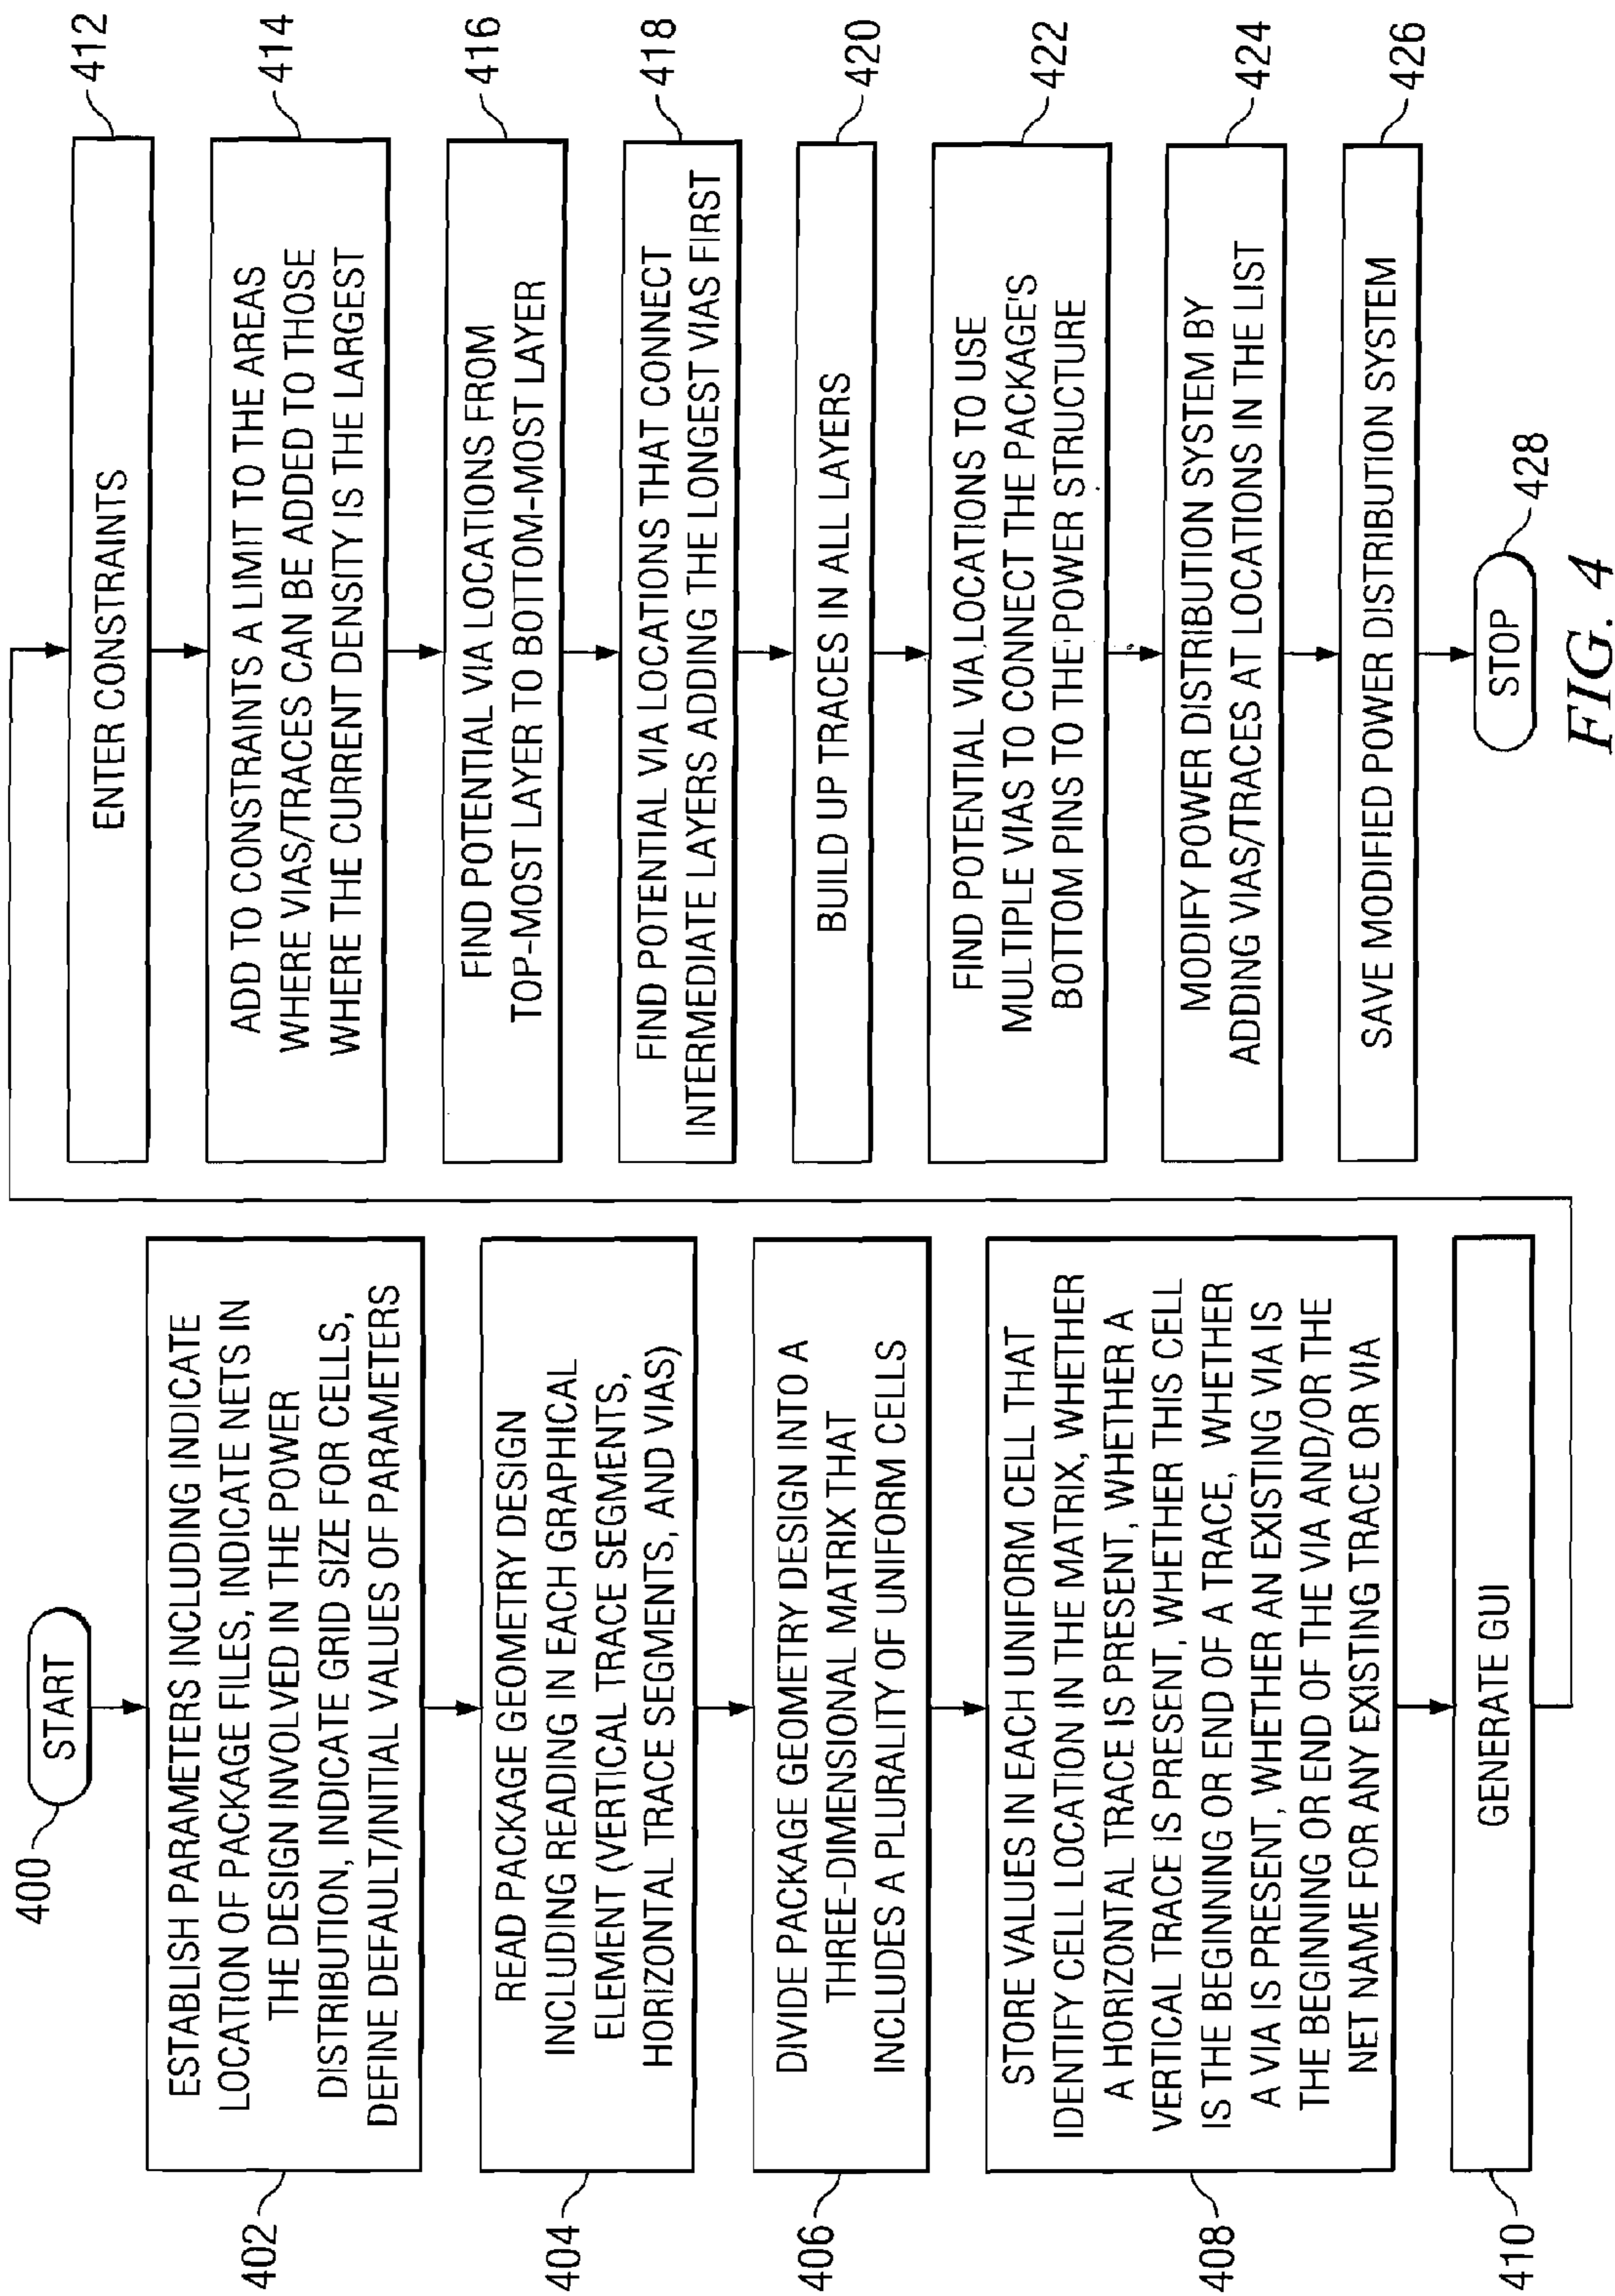 400
START
402
ESTABLISH PARAMETERS INCLUDING INDICATE
LOCATION OF PACKAGE FILES, INDICATE NETS IN
THE DESIGN INVOLVED IN THE POWER
DISTRIBUTION, INDICATE GRID SIZE FOR CELLS,
DEFINE DEFAULT/INITIAL VALUES OF PARAMETERS
404
READ PACKAGE GEOMETRY DESIGN
INCLUDING READING IN EACH GRAPHICAL
ELEMENT (VERTICAL TRACE SEGMENTS,
HORIZONTAL TRACE SEGMENTS, AND VIAS)
406
DIVIDE PACKAGE GEOMETRY DESIGN INTO A
THREE-DIMENSIONAL MATRIX THAT
INCLUDES A PLURALITY OF UNIFORM CELLS
408
STORE VALUES IN EACH UNIFORM CELL THAT
IDENTIFY CELL LOCATION IN THE MATRIX, WHETHER
A HORIZONTAL TRACE IS PRESENT, WHETHER A
VERTICAL TRACE IS PRESENT, WHETHER THIS CELL
IS THE BEGINNING OR END OF A TRACE, WHETHER
A VIA IS PRESENT, WHETHER AN EXISTING VIA IS
THE BEGINNING OR END OF THE VIA AND/OR THE
NET NAME FOR ANY EXISTING TRACE OR VIA
410
GENERATE GUI
ENTER CONSTRAINTS
412
ADD TO CONSTRAINTS A LIMIT TO THE AREAS
WHERE VIAS/TRACES CAN BE ADDED TO THOSE
WHERE THE CURRENT DENSITY IS THE LARGEST
414
FIND POTENTIAL VIA LOCATIONS FROM
TOP-MOST LAYER TO BOTTOM-MOST LAYER
416
FIND POTENTIAL VIA LOCATIONS THAT CONNECT
INTERMEDIATE LAYERS ADDING THE LONGEST VIAS FIRST
418
BUILD UP TRACES IN ALL LAYERS
420
FIND POTENTIAL VIA LOCATIONS TO USE
MULTIPLE VIAS TO CONNECT THE PACKAGE'S
BOTTOM PINS TO THE POWER STRUCTURE
422
MODIFY POWER DISTRIBUTION SYSTEM BY
ADDING VIAS/TRACES AT LOCATIONS IN THE LIST
424
SAVE MODIFIED POWER DISTRIBUTION SYSTEM
426
STOP
428
FIG. 4